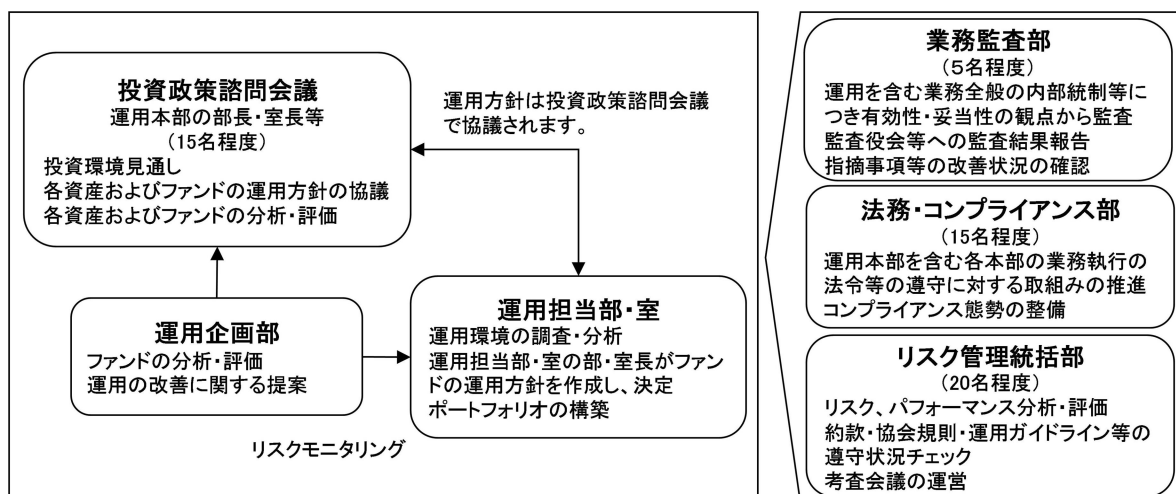 投資政策諮問会議
運用本部の部長・室長等
(15名程度)
投資環境見通し
各資産およびファンドの運用方針の協議
各資産およびファンドの分析・評価
運用方針は投資政策諮問会議
で協議されます。
運用企画部
ファンドの分析・評価
運用の改善に関する提案
運用担当部・室
運用環境の調査・分析
運用担当部・室の部・室長がファン
ドの運用方針を作成し、決定
ポートフォリオの構築
リスクモニタリング
業務監査部
(5名程度)
運用を含む業務全般の内部統制等に
つき有効性・妥当性の観点から監査
監査役会等への監査結果報告
指摘事項等の改善状況の確認
法務・コンプライアンス部
(15名程度)
運用本部を含む各本部の業務執行の
法令等の遵守に対する取組みの推進
コンプライアンス態勢の整備
リスク管理統括部
(20名程度)
リスク、パフォーマンス分析・評価
約款・協会規則・運用ガイドライン等の
遵守状況チェック
考査会議の運営